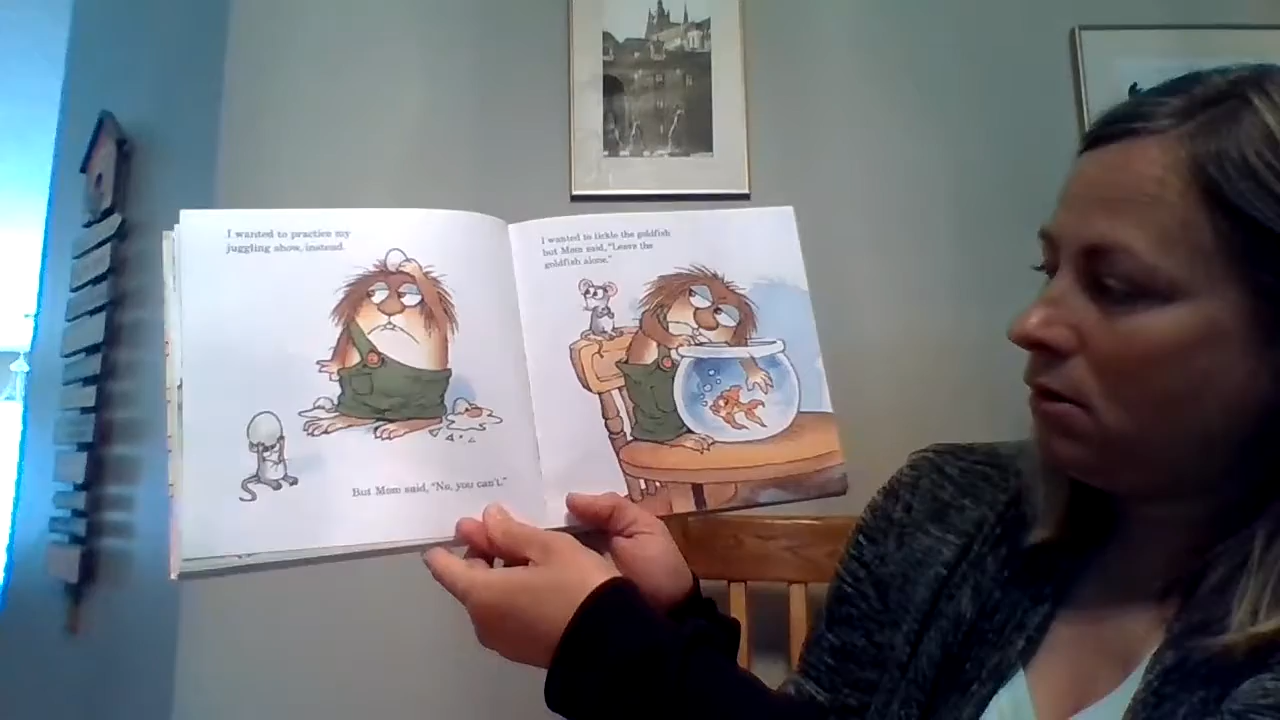 I wanted to practice my
juggling show, instead.
But Mom said, "No, you can't."
I wanted to tickle the goldfish
but Mom said, "Leave the
goldfish alone."